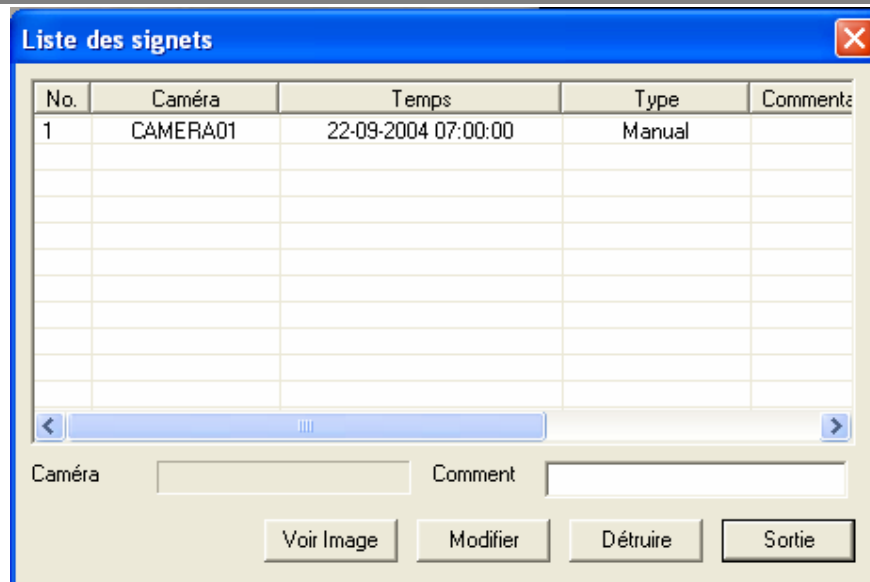 Liste des signets
No. Caméra Temps Type Commenta
1 CAMERA01 22-09-2004 07:00:00 Manual
Caméra Comment
Voir Image Modifier Détruire Sortie